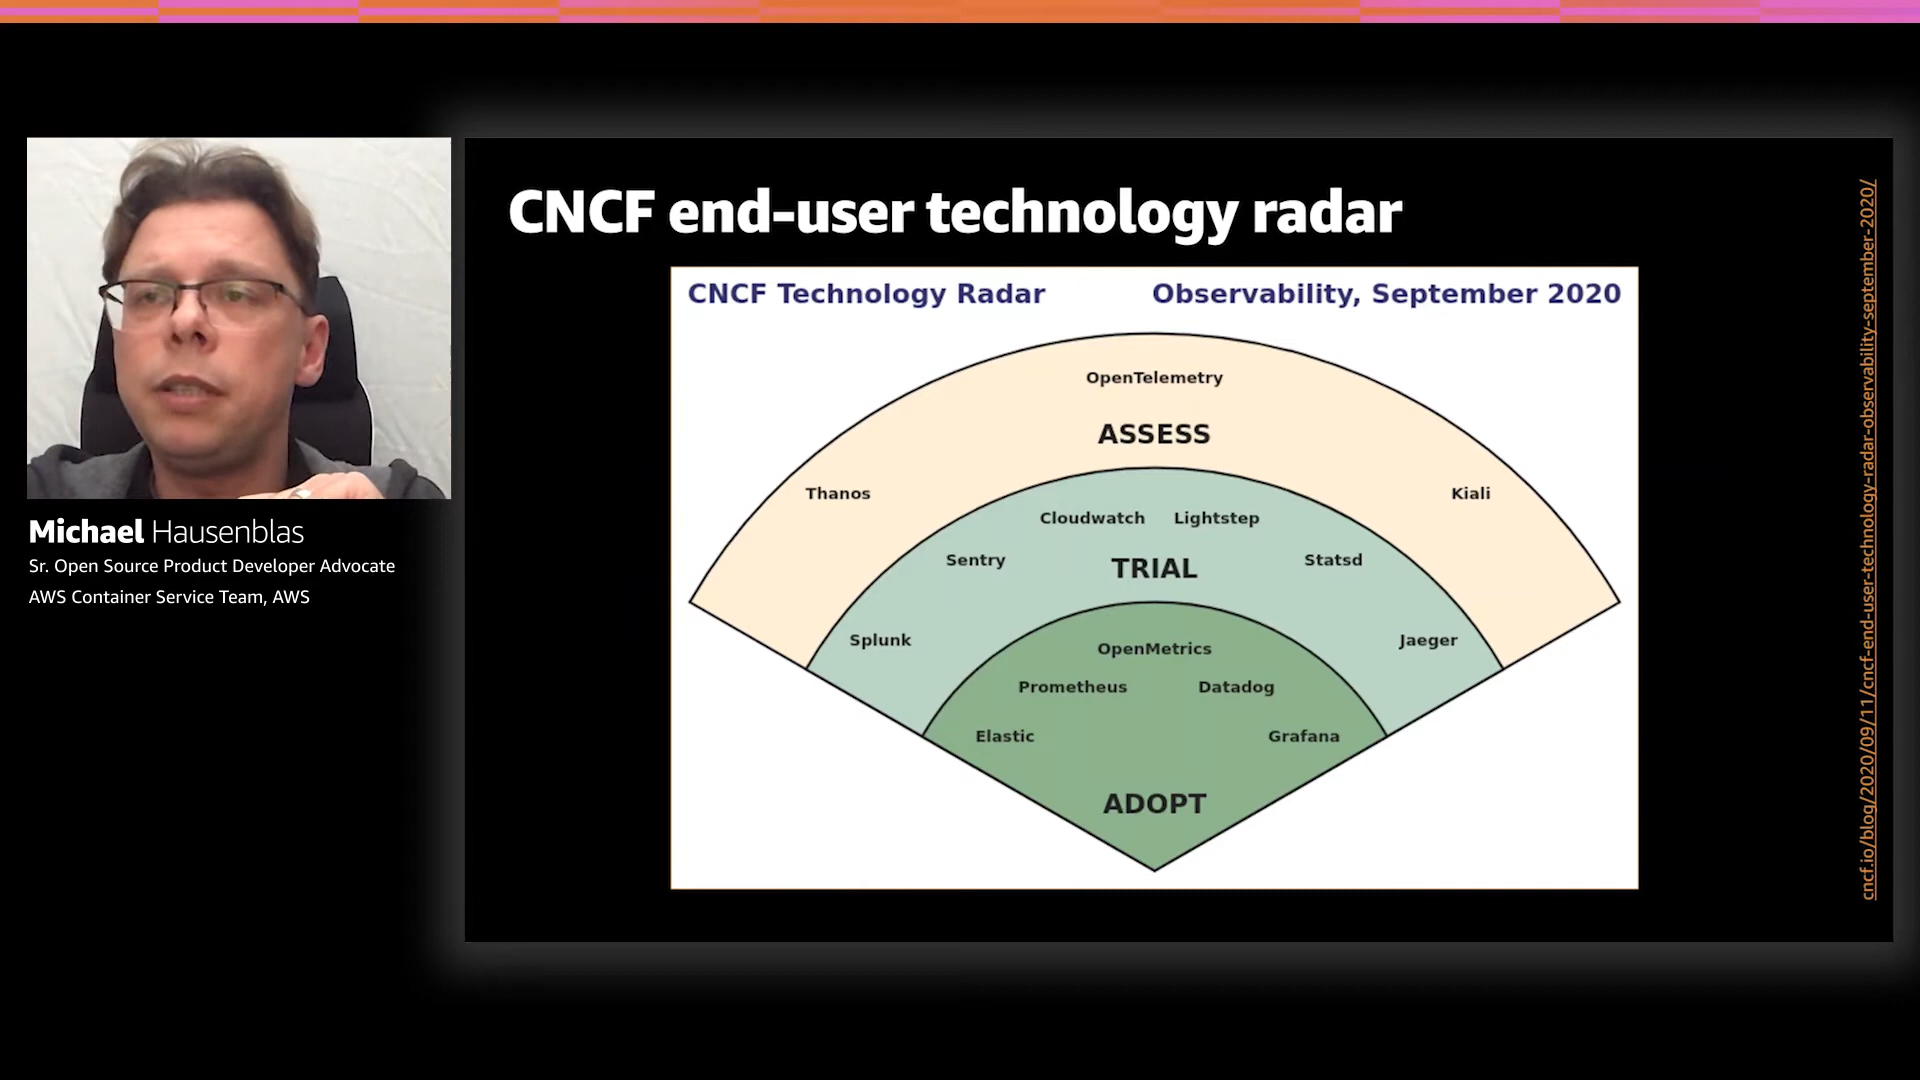 CNCF end-user technology radar
CNCF Technology Radar
Observability, September 2020
OpenTelemetry
ASSESS
Thanos
Kiali
Cloudwatch
Lightstep
Sentry
Statsd
TRIAL
Splunk
Jaeger
OpenMetrics
Prometheus
Datadog
Elastic
Grafana
ADOPT
cncf.io/blog/2020/09/11/cncf-end-user-technology-radar-observability-september-2020/
Michael Hausenblas
Sr. Open Source Product Developer Advocate
AWS Container Service Team, AWS